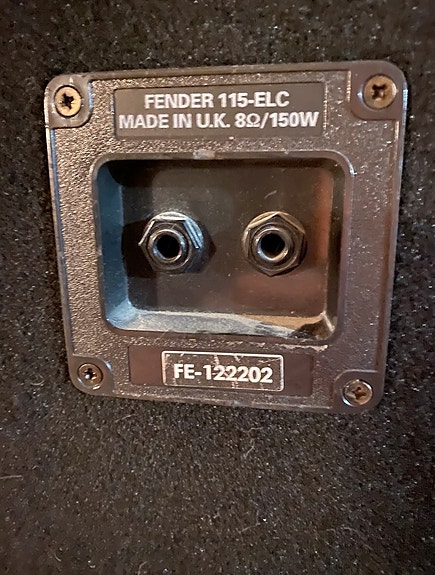 FENDER 115-ELC
MADE IN U.K. 8Ω/150W
FE-122202